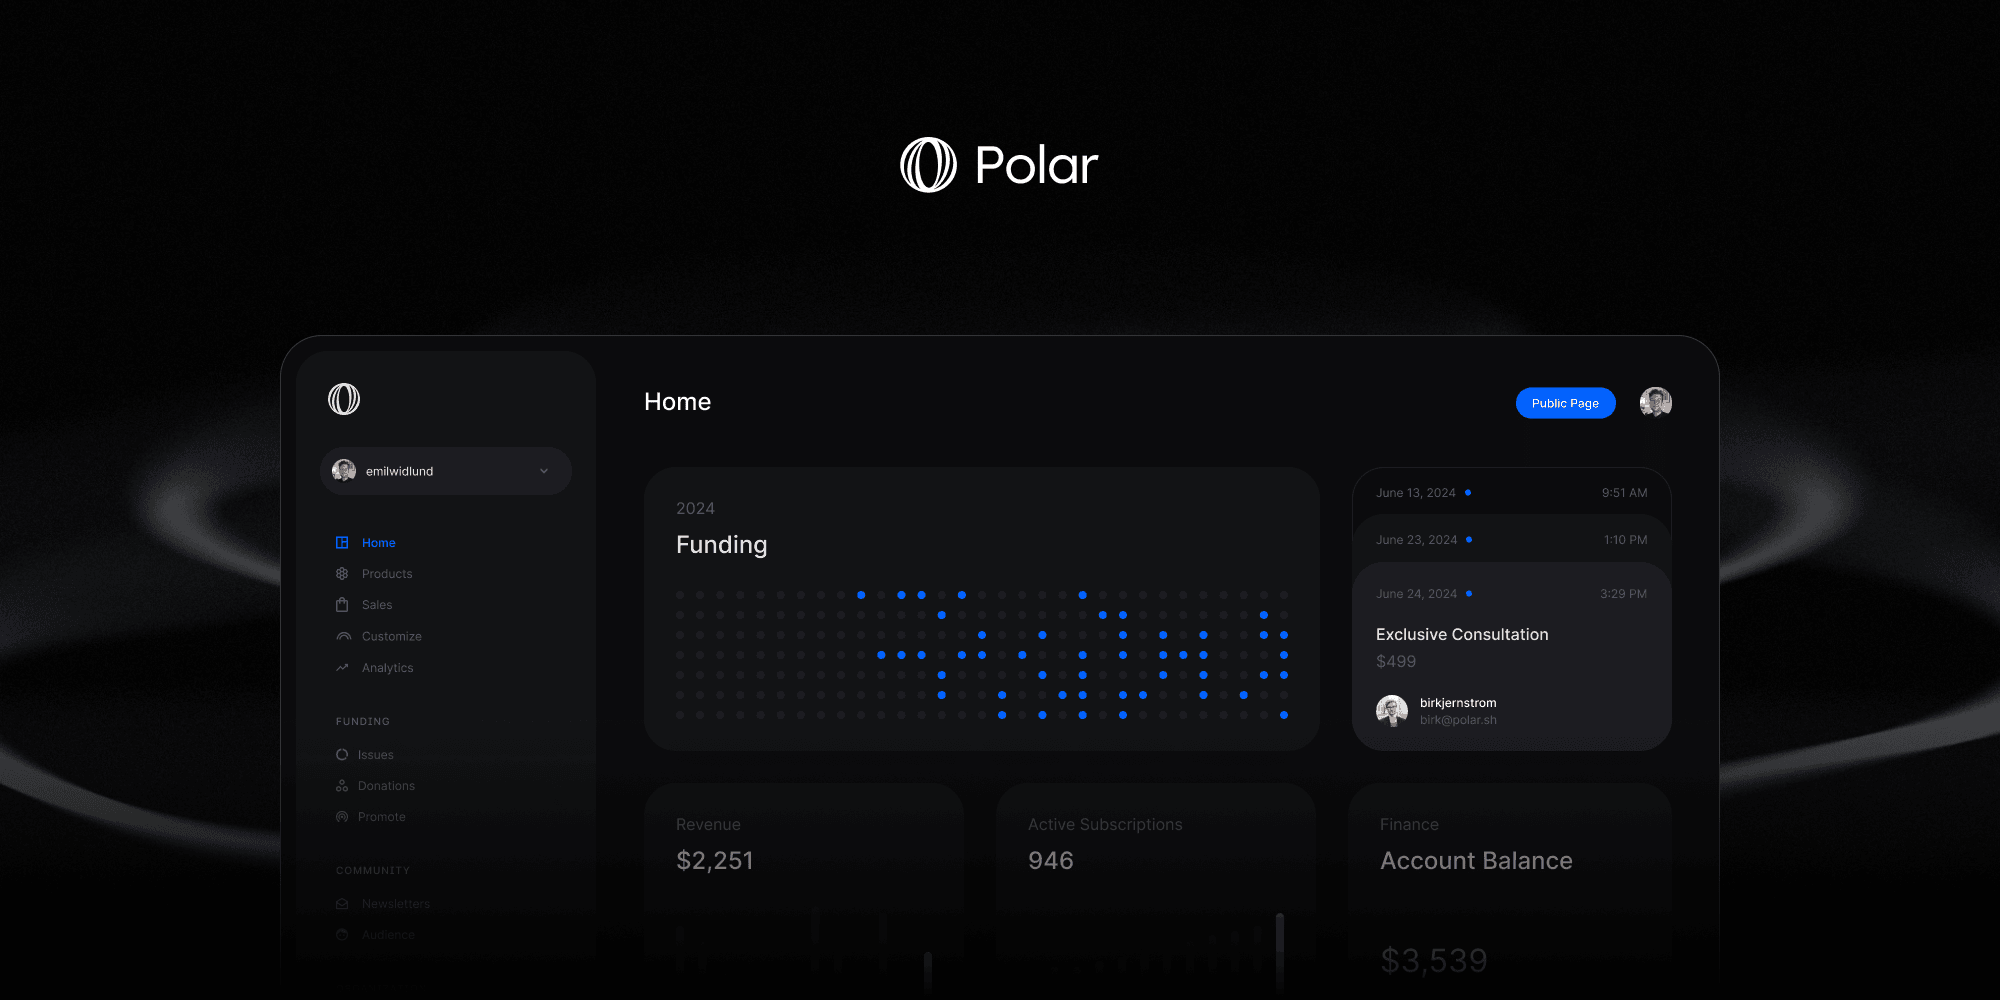 Polar
emilwidlund
Home
Products
Sales
Customize
Analytics
FUNDING
Issues
Donations
Promote
COMMUNITY
Newsletters
Audience
Home
Public Page
2024
Funding
June 13, 2024
9:51 AM
June 23, 2024
1:10 PM
June 24, 2024
3:29 PM
Exclusive Consultation
$499
birkjernstrom
birk@polar.sh
Revenue
$2,251
Active Subscriptions
946
Finance
Account Balance
$3,539